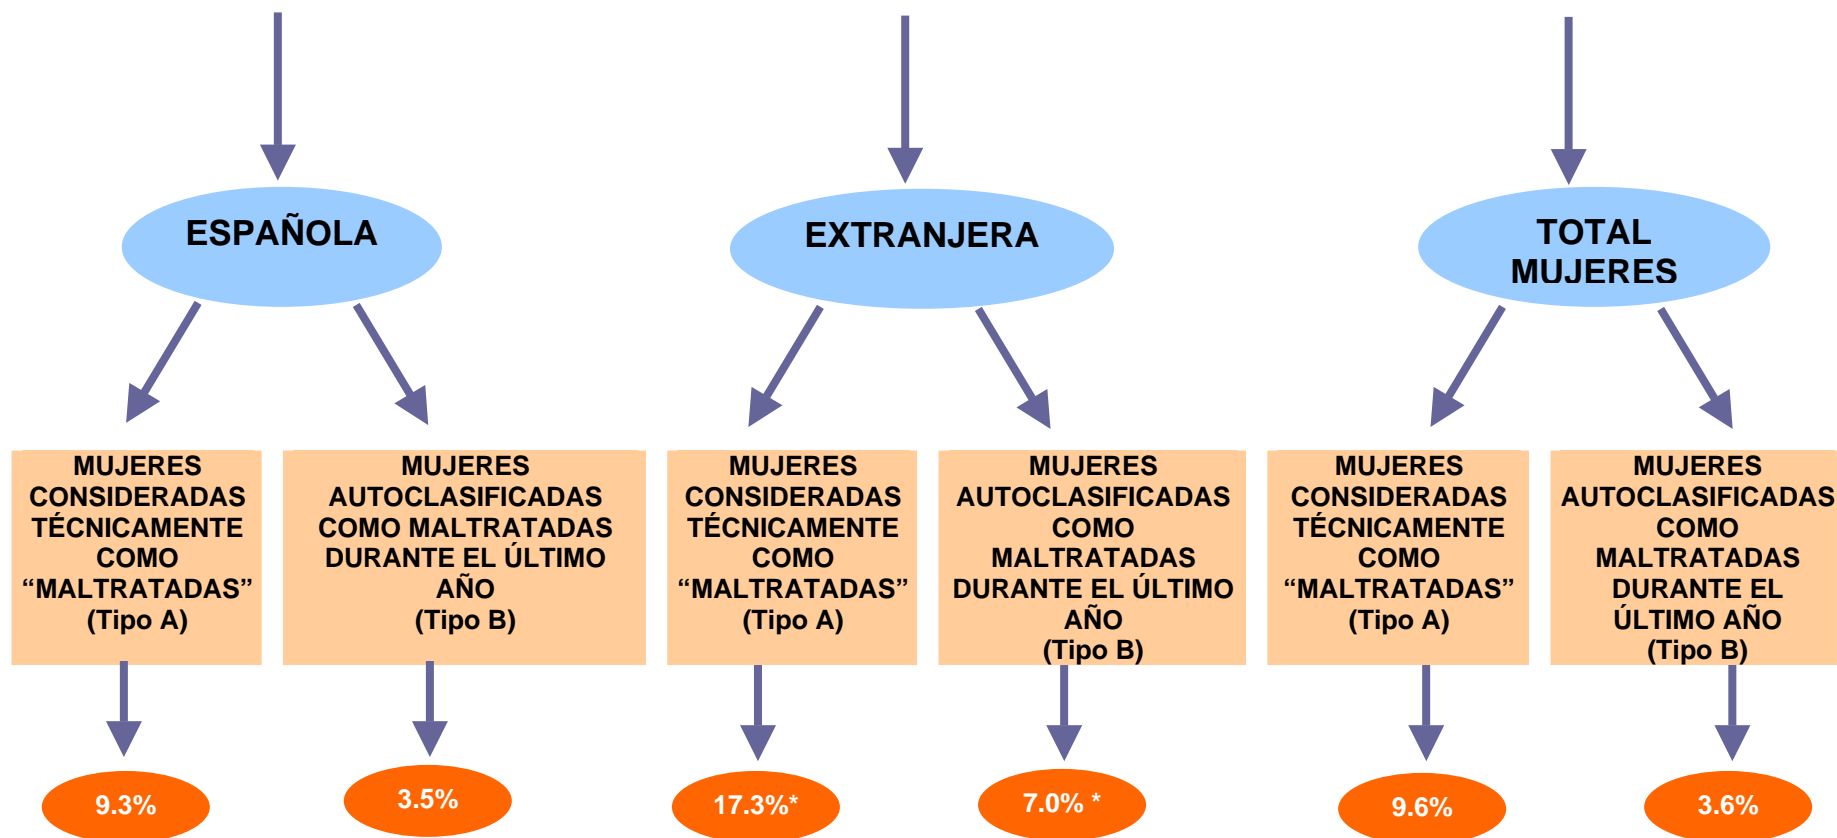 ESPAÑOLA
EXTRANJERA
TOTAL
MUJERES
MUJERES
CONSIDERADAS
TÉCNICAMENTE
COMO
“MALTRATADAS”
(Tipo A)
MUJERES
AUTOCLASIFICADAS
COMO MALTRATADAS
DURANTE EL ÚLTIMO
AÑO
(Tipo B)
MUJERES
CONSIDERADAS
TÉCNICAMENTE
COMO
“MALTRATADAS”
(Tipo A)
MUJERES
AUTOCLASIFICADAS
COMO
MALTRATADAS
DURANTE EL ÚLTIMO
AÑO
(Tipo B)
MUJERES
CONSIDERADAS
TÉCNICAMENTE
COMO
“MALTRATADAS”
(Tipo A)
MUJERES
AUTOCLASIFICADAS
COMO
MALTRATADAS
DURANTE EL
ÚLTIMO AÑO
(Tipo B)
9.3%
3.5%
17.3%*
7.0% *
9.6%
3.6%